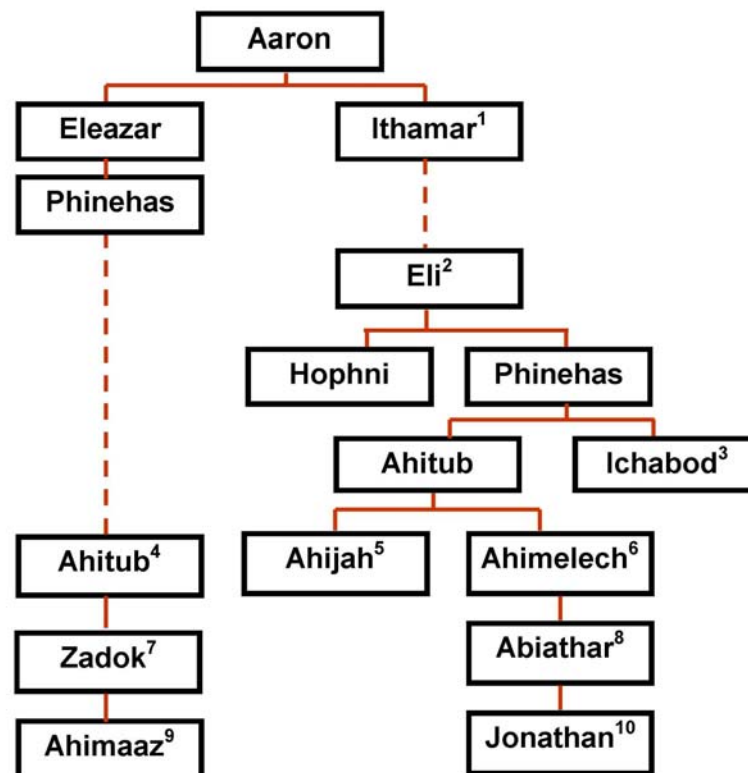 Aaron
Eleazar Ithamar¹
Phinehas
Eli²
Hophni Phinehas
Ahitub Ichabod³
Ahitub⁴ Ahijah⁵ Ahimelech⁶
Zadok⁷ Abiathar⁸
Ahimaaz⁹ Jonathan¹⁰